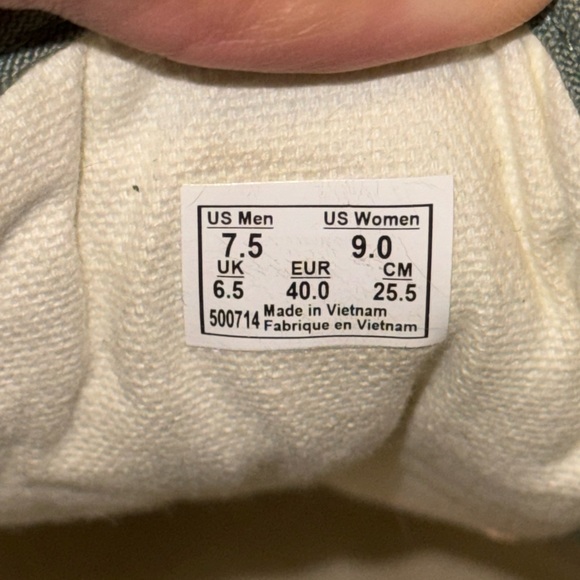 US Men US Women
7.5 9.0
UK EUR CM
6.5 40.0 25.5
500714 Made in Vietnam
Fabrique en Vietnam